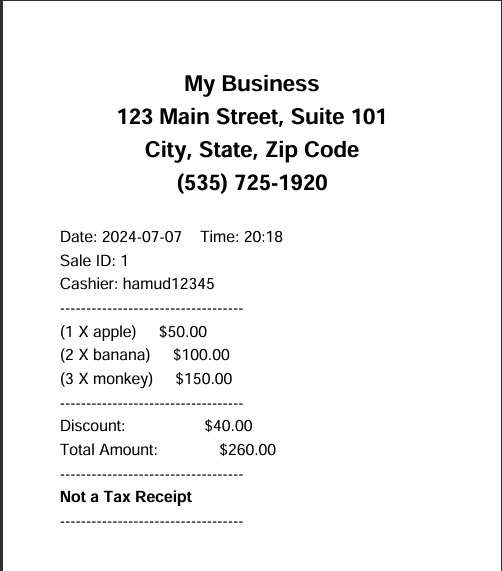 My Business
123 Main Street, Suite 101
City, State, Zip Code
(535) 725-1920
Date: 2024-07-07    Time: 20:18
Sale ID: 1
Cashier: hamud12345
-----------------------------------
(1 X apple)     $50.00
(2 X banana)     $100.00
(3 X monkey)     $150.00
-----------------------------------
Discount:                  $40.00
Total Amount:              $260.00
-----------------------------------
Not a Tax Receipt
-----------------------------------